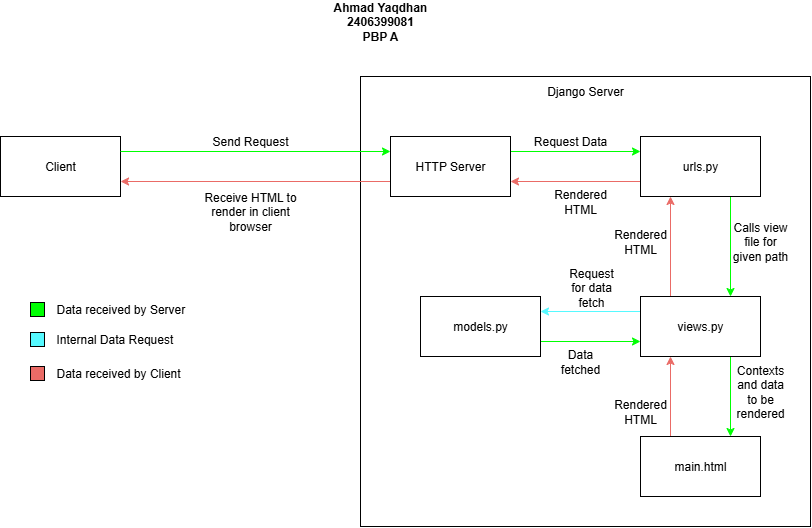 Ahmad Yaqdhan
2406399081
PBP A
Django Server
Send Request
Request Data
Client
HTTP Server
urls.py
Receive HTML to
render in client
browser
Rendered
HTML
Rendered
HTML
Calls view
file for
given path
Request
for data
fetch
Data received by Server
Internal Data Request
Data received by Client
models.py
views.py
Data
fetched
Contexts
and data
to be
rendered
Rendered
HTML
main.html